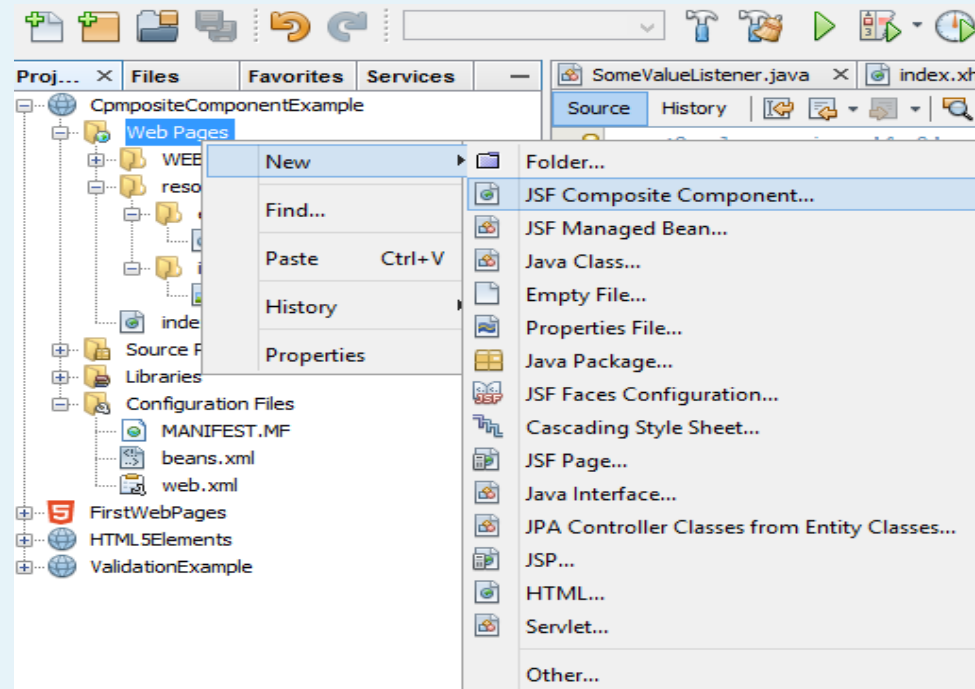 Proj... × Files Favorites Services
SomeValueListener.java × index.xh
Source History
CpmpositeComponentExample
Web Pages
WEB
reso
inde
Source F
Libraries
Configuration Files
MANIFEST.MF
beans.xml
web.xml
FirstWebPages
HTML5Elements
ValidationExample
New
Find...
Paste Ctrl+V
History
Properties
Folder...
JSF Composite Component...
JSF Managed Bean...
Java Class...
Empty File...
Properties File...
Java Package...
JSF Faces Configuration...
Cascading Style Sheet...
JSF Page...
Java Interface...
JPA Controller Classes from Entity Classes...
JSP...
HTML...
Servlet...
Other...